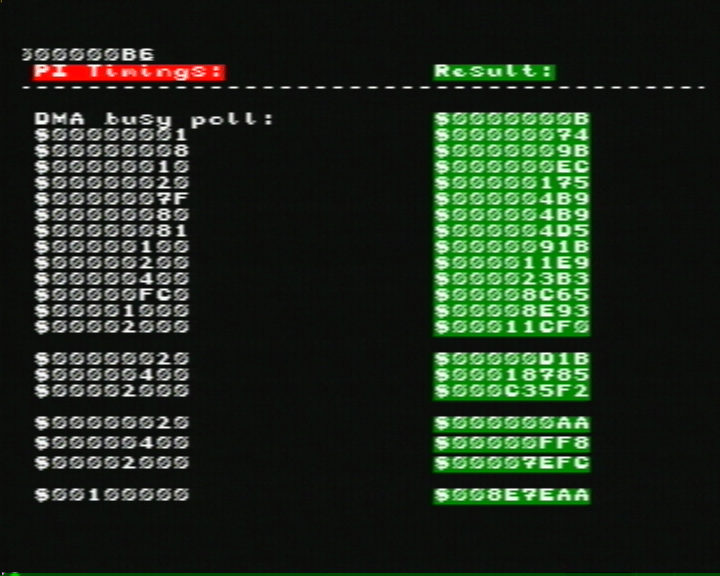 $000000B6
PI Timings: Result:
--------------------------------------------------
DMA busy poll: $0000000B
$00000001 $00000074
$00000008 $0000009B
$00000010 $000000EC
$00000020 $00000175
$0000007F $000004B9
$00000080 $000004B9
$00000081 $000004D5
$00000100 $0000091B
$00000200 $000011E9
$00000400 $000023B3
$00000FC0 $00008C65
$00001000 $00008E93
$00002000 $00011CF0
$00000020 $00000D1B
$00000400 $00018785
$00002000 $000C35F2
$00000020 $000000AA
$00000400 $00000FF8
$00002000 $00007EFC
$00100000 $008E7EAA